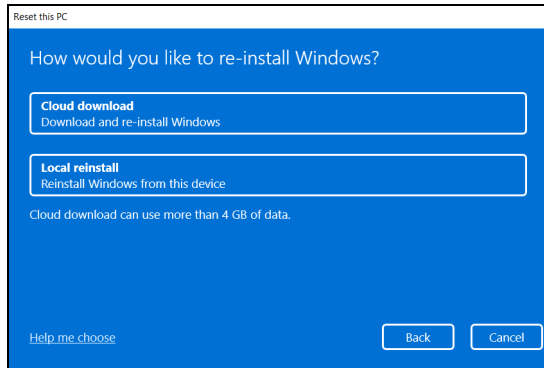 Reset this PC
How would you like to re-install Windows?
Cloud download
Download and re-install Windows
Local reinstall
Reinstall Windows from this device
Cloud download can use more than 4 GB of data.
Help me choose
Back
Cancel